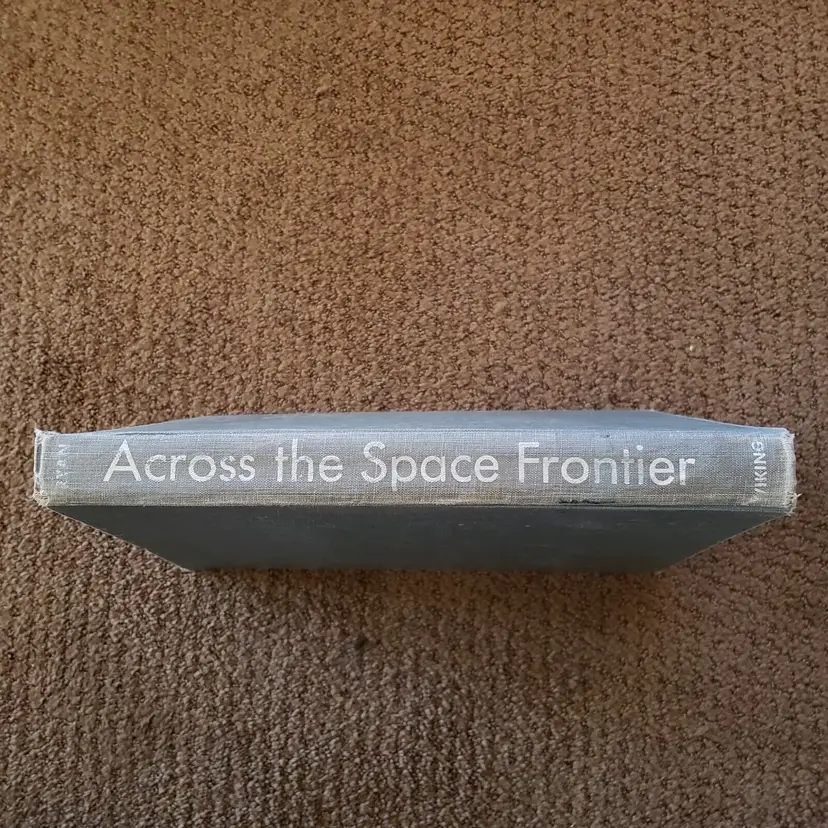 RYAN
Across the Space Frontier
VIKING